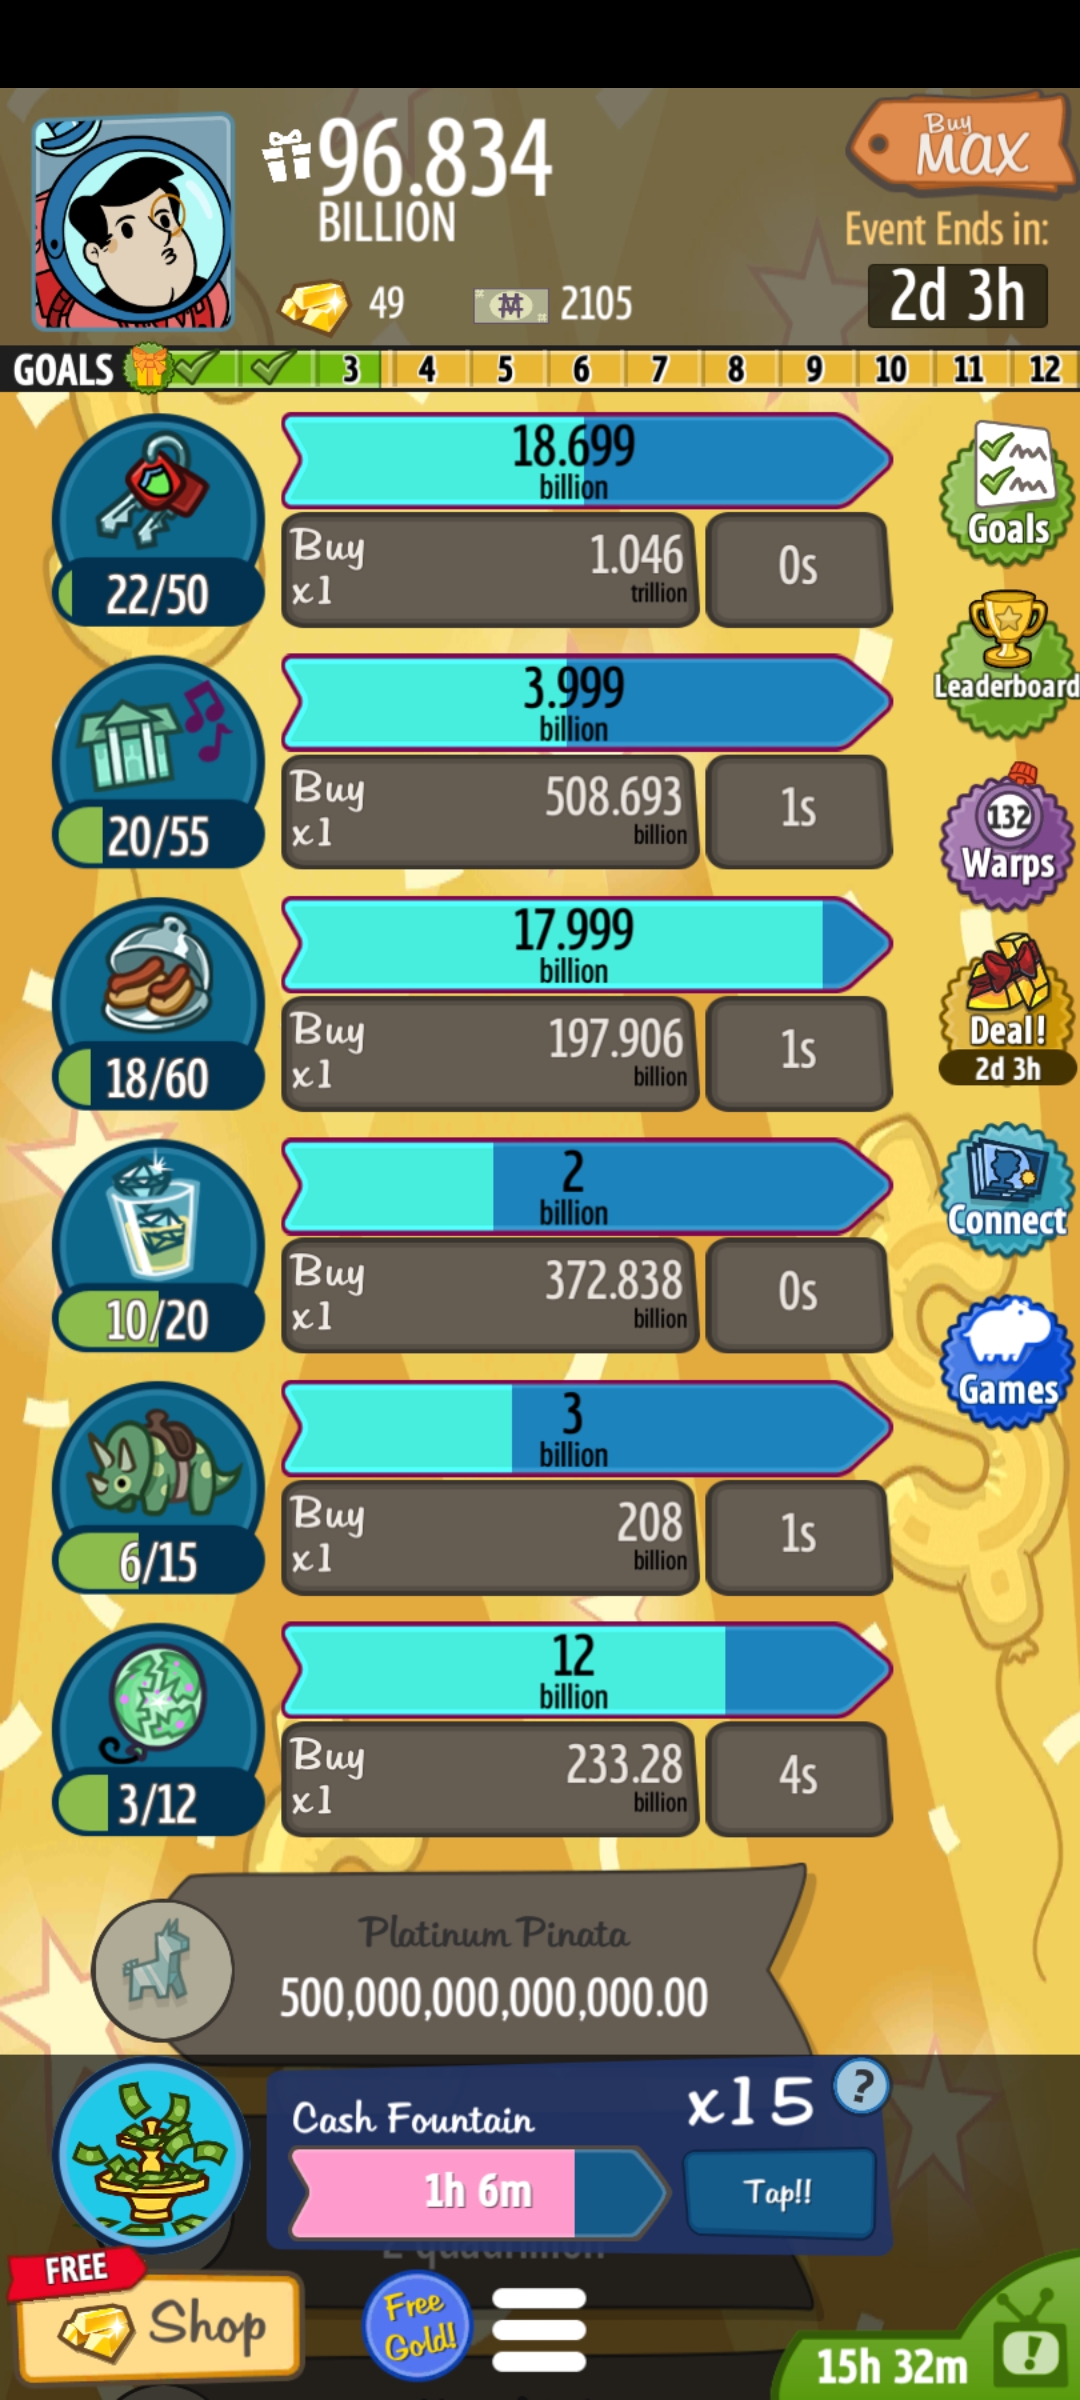 96.834
BILLION
Buy
MAX
Event Ends in:
2d 3h
49
2105
GOALS 3 4 5 6 7 8 9 10 11 12
18.699
billion
Buy
x1
1.046
trillion
0s
22/50
Goals
3.999
billion
Buy
x1
508.693
billion
1s
20/55
Leaderboard
132
Warps
17.999
billion
Buy
x1
197.906
billion
1s
18/60
Deal!
2d 3h
2
billion
Buy
x1
372.838
billion
0s
10/20
Connect
3
billion
Buy
x1
208
billion
1s
6/15
Games
12
billion
Buy
x1
233.28
billion
4s
3/12
Platinum Pinata
500,000,000,000,000.00
Cash Fountain
x15
?
1h 6m
Tap!!
2 quadrillion
FREE
Shop
Free
Gold!
15h 32m
!